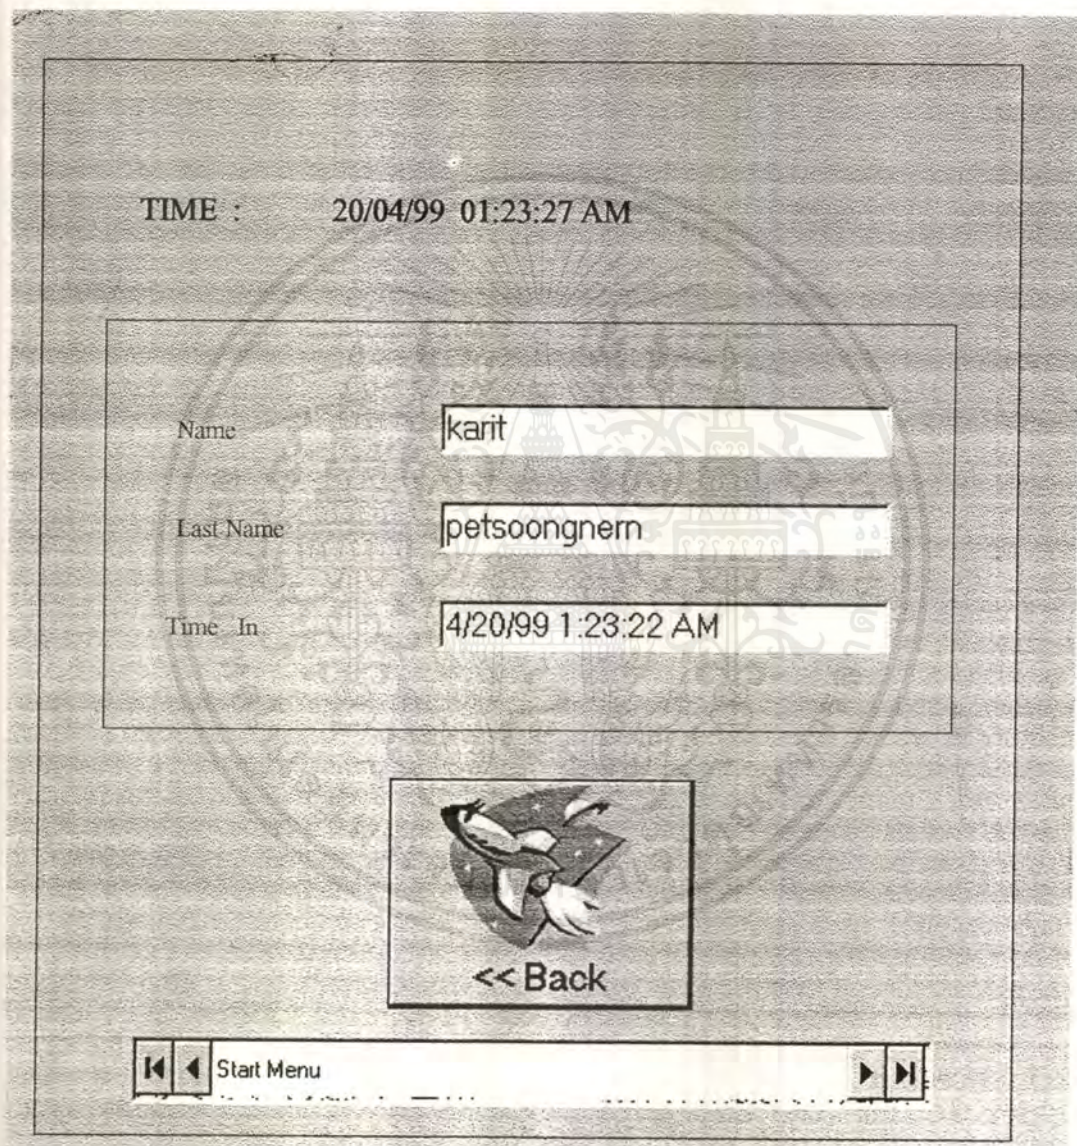 TIME : 20/04/99 01:23:27 AM
Name karit
Last Name petsoongnern
Time In 4/20/99 1:23:22 AM
<< Back
Start Menu